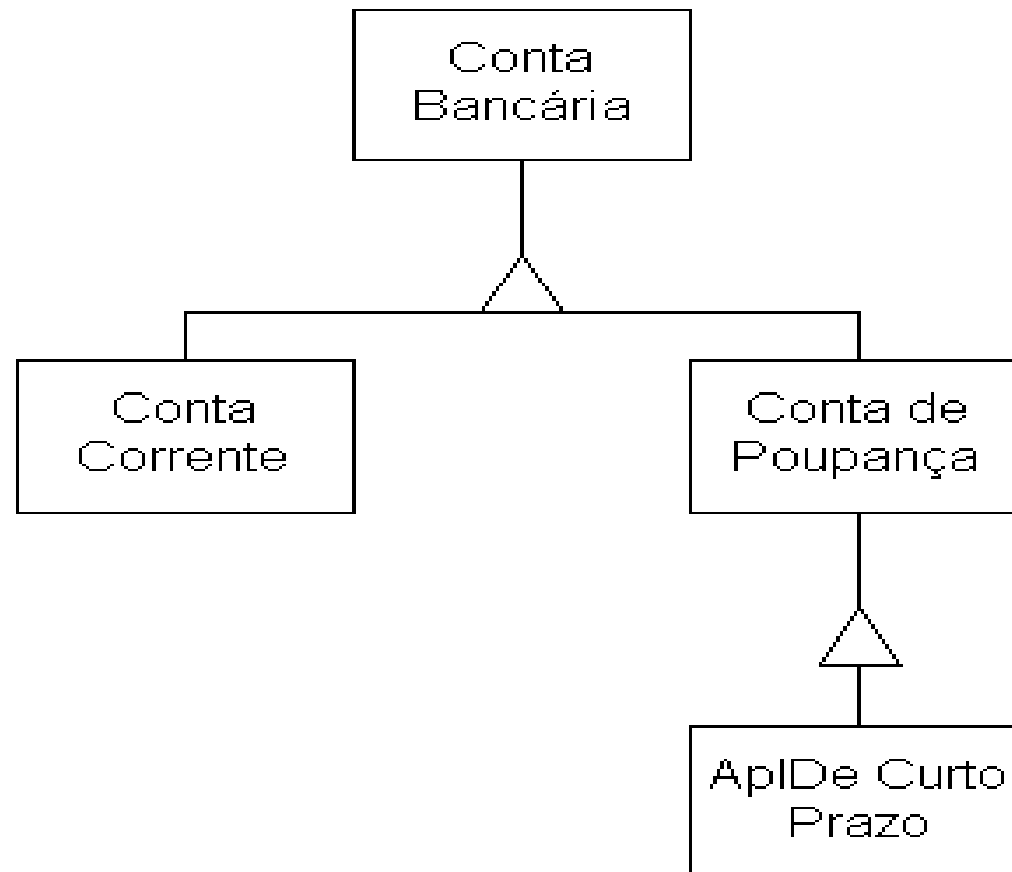 Conta
Bancária
Conta
Corrente
Conta de
Poupança
AplDe Curto
Prazo